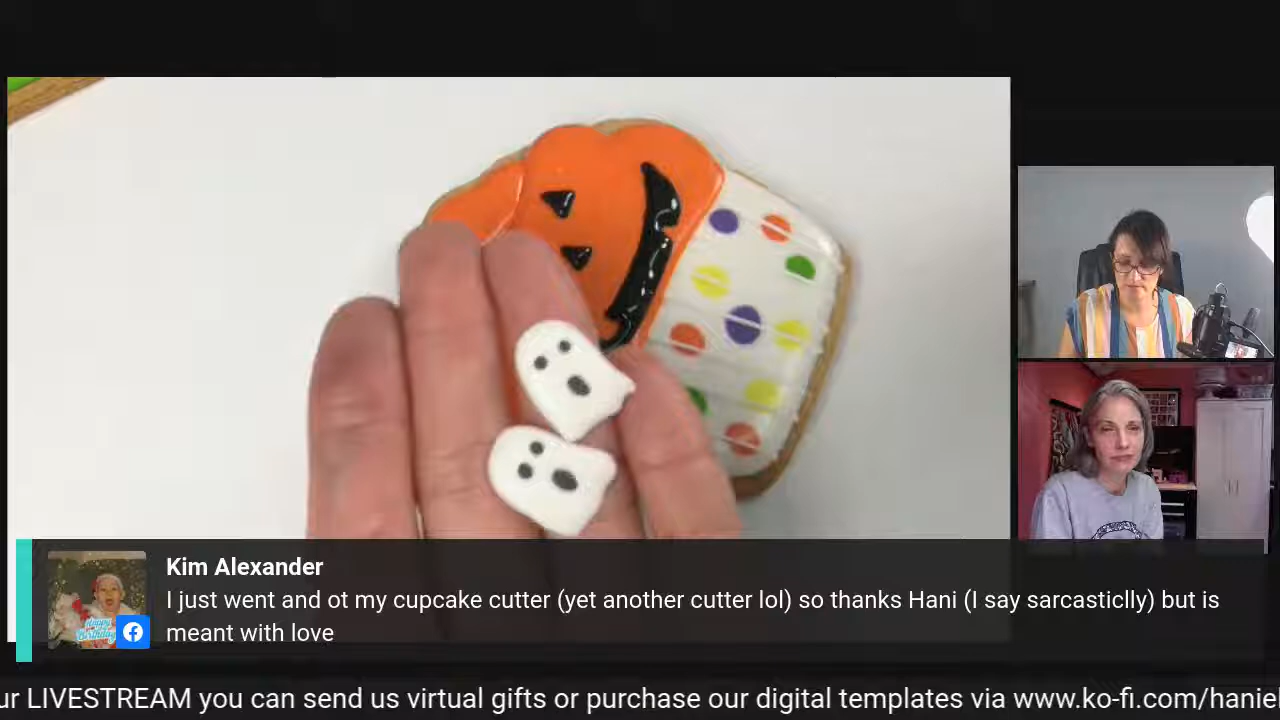 Kim Alexander
I just went and ot my cupcake cutter (yet another cutter lol) so thanks Hani (I say sarcasticlly) but is
meant with love
Happy
Birthday
ur LIVESTREAM you can send us virtual gifts or purchase our digital templates via www.ko-fi.com/haniel